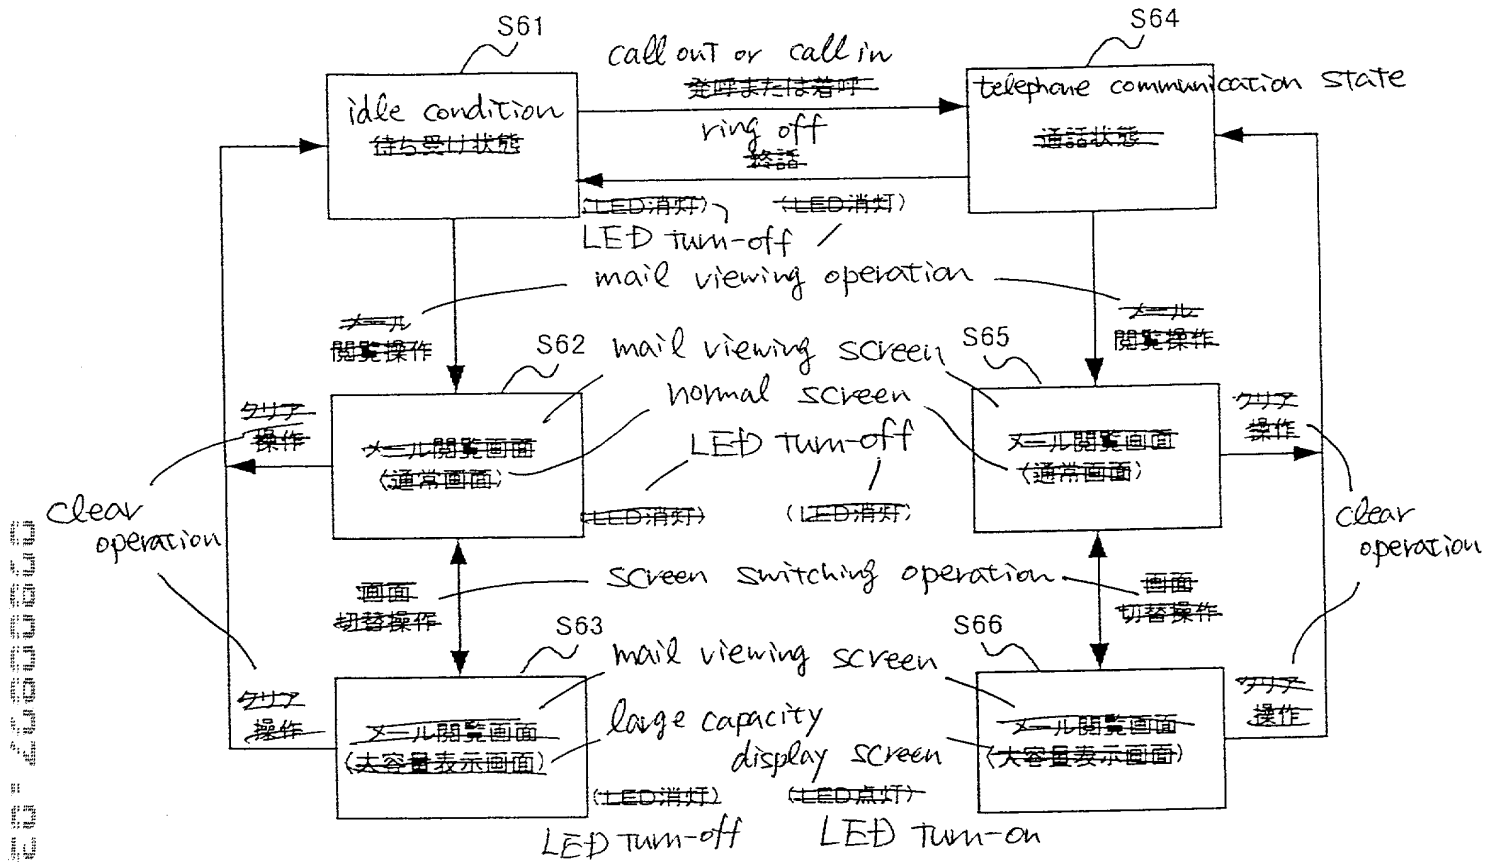 S61
S64
call out or call in
発呼または着呼
idle condition
待ち受け状態
telephone communication state
通話状態
ring off
終話
(LED消灯)
(LED消灯)
LED turn-off
mail viewing operation
メール
閲覧操作
メール
閲覧操作
S62
mail viewing screen
S65
normal screen
クリア
操作
メール閲覧画面
(通常画面)
LED turn-off
メール閲覧画面
(通常画面)
クリア
操作
(LED消灯)
(LED消灯)
clear
operation
clear
operation
画面
切替操作
screen switching operation
画面
切替操作
S63
mail viewing screen
S66
クリア
操作
メール閲覧画面
(大容量表示画面)
large capacity
display screen
メール閲覧画面
(大容量表示画面)
クリア
操作
(LED消灯)
(LED点灯)
LED turn-off
LED turn-on